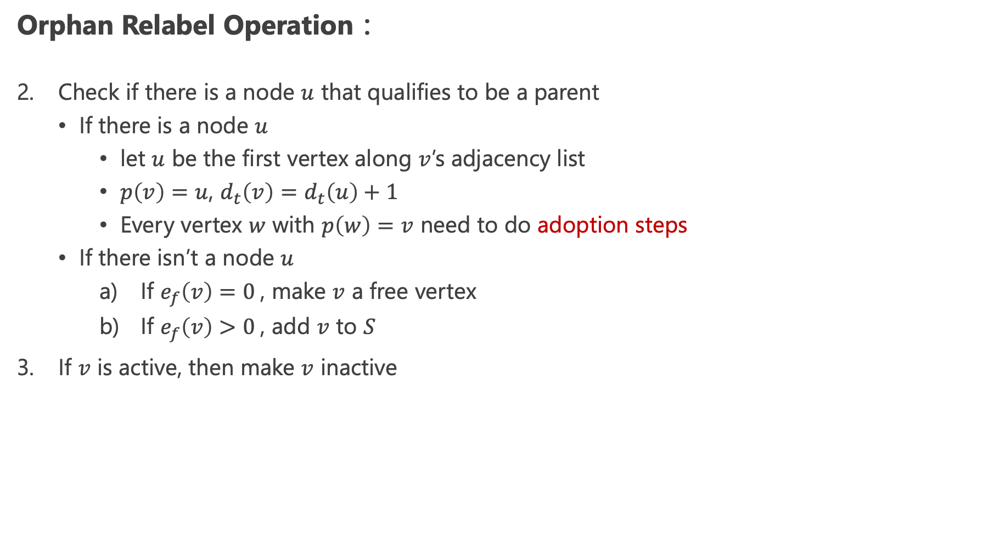 Orphan Relabel Operation：
2. Check if there is a node 𝑢 that qualifies to be a parent
• If there is a node 𝑢
• let 𝑢 be the first vertex along 𝑣's adjacency list
• 𝑝(𝑣) = 𝑢, 𝑑ₜ(𝑣) = 𝑑ₜ(𝑢) + 1
• Every vertex 𝑤 with 𝑝(𝑤) = 𝑣 need to do adoption steps
• If there isn't a node 𝑢
a) If 𝑒_𝑓(𝑣) = 0 , make 𝑣 a free vertex
b) If 𝑒_𝑓(𝑣) > 0 , add 𝑣 to 𝑆
3. If 𝑣 is active, then make 𝑣 inactive